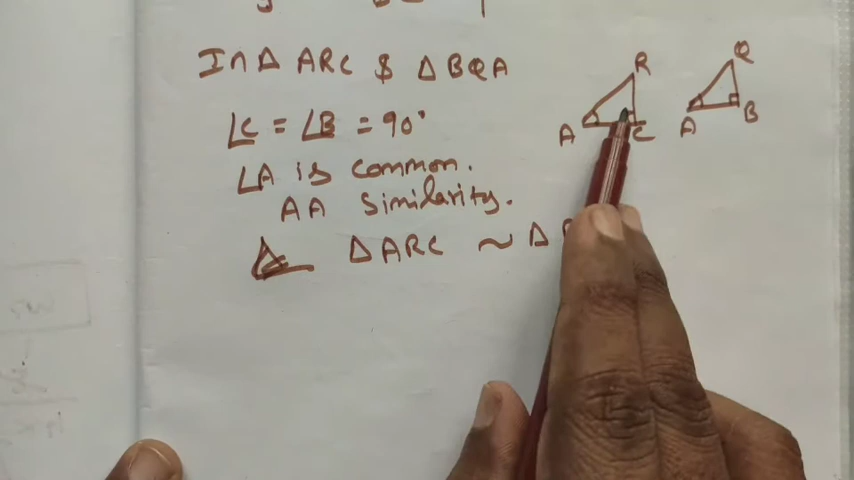 In Δ ARC $ Δ BQA
∠C = ∠B = 90°
∠A is common.
AA Similarity.
Δ ARC ~ Δ
R
A
C
Q
A
B